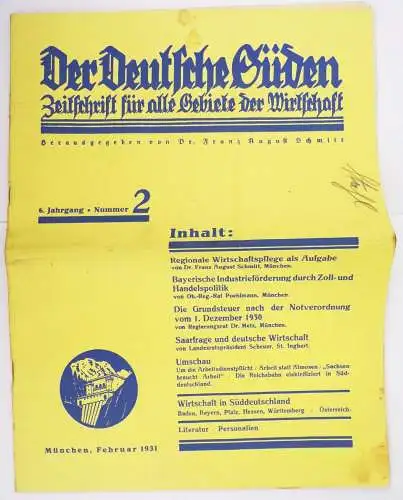 Der Deutsche Süden
Zeitschrift für alle Gebiete der Wirtschaft
Herausgegeben von Dr. Franz August Schmitt
6. Jahrgang • Nummer 2
Inhalt:
Regionale Wirtschaftspflege als Aufgabe
von Dr. Franz August Schmitt, München.
Bayerische Industrieförderung durch Zoll- und
Handelspolitik
von Ob.-Reg.-Rat Poehlmann, München
Die Grundsteuer nach der Notverordnung
vom 1. Dezember 1930
von Regierungsrat Dr. Metz, München.
Saarfrage und deutsche Wirtschaft
von Landesratspräsident Scheuer, St. Ingbert.
Umschau
Um die Arbeitsdienstpflicht / Arbeit statt Almosen / „Sachsen
braucht Arbeit“ / Die Reichsbahn elektrifiziert in Süd-
deutschland.
Wirtschaft in Süddeutschland
Baden, Bayern, Pfalz, Hessen, Württemberg / Österreich.
Literatur / Personalien
München, Februar 1931